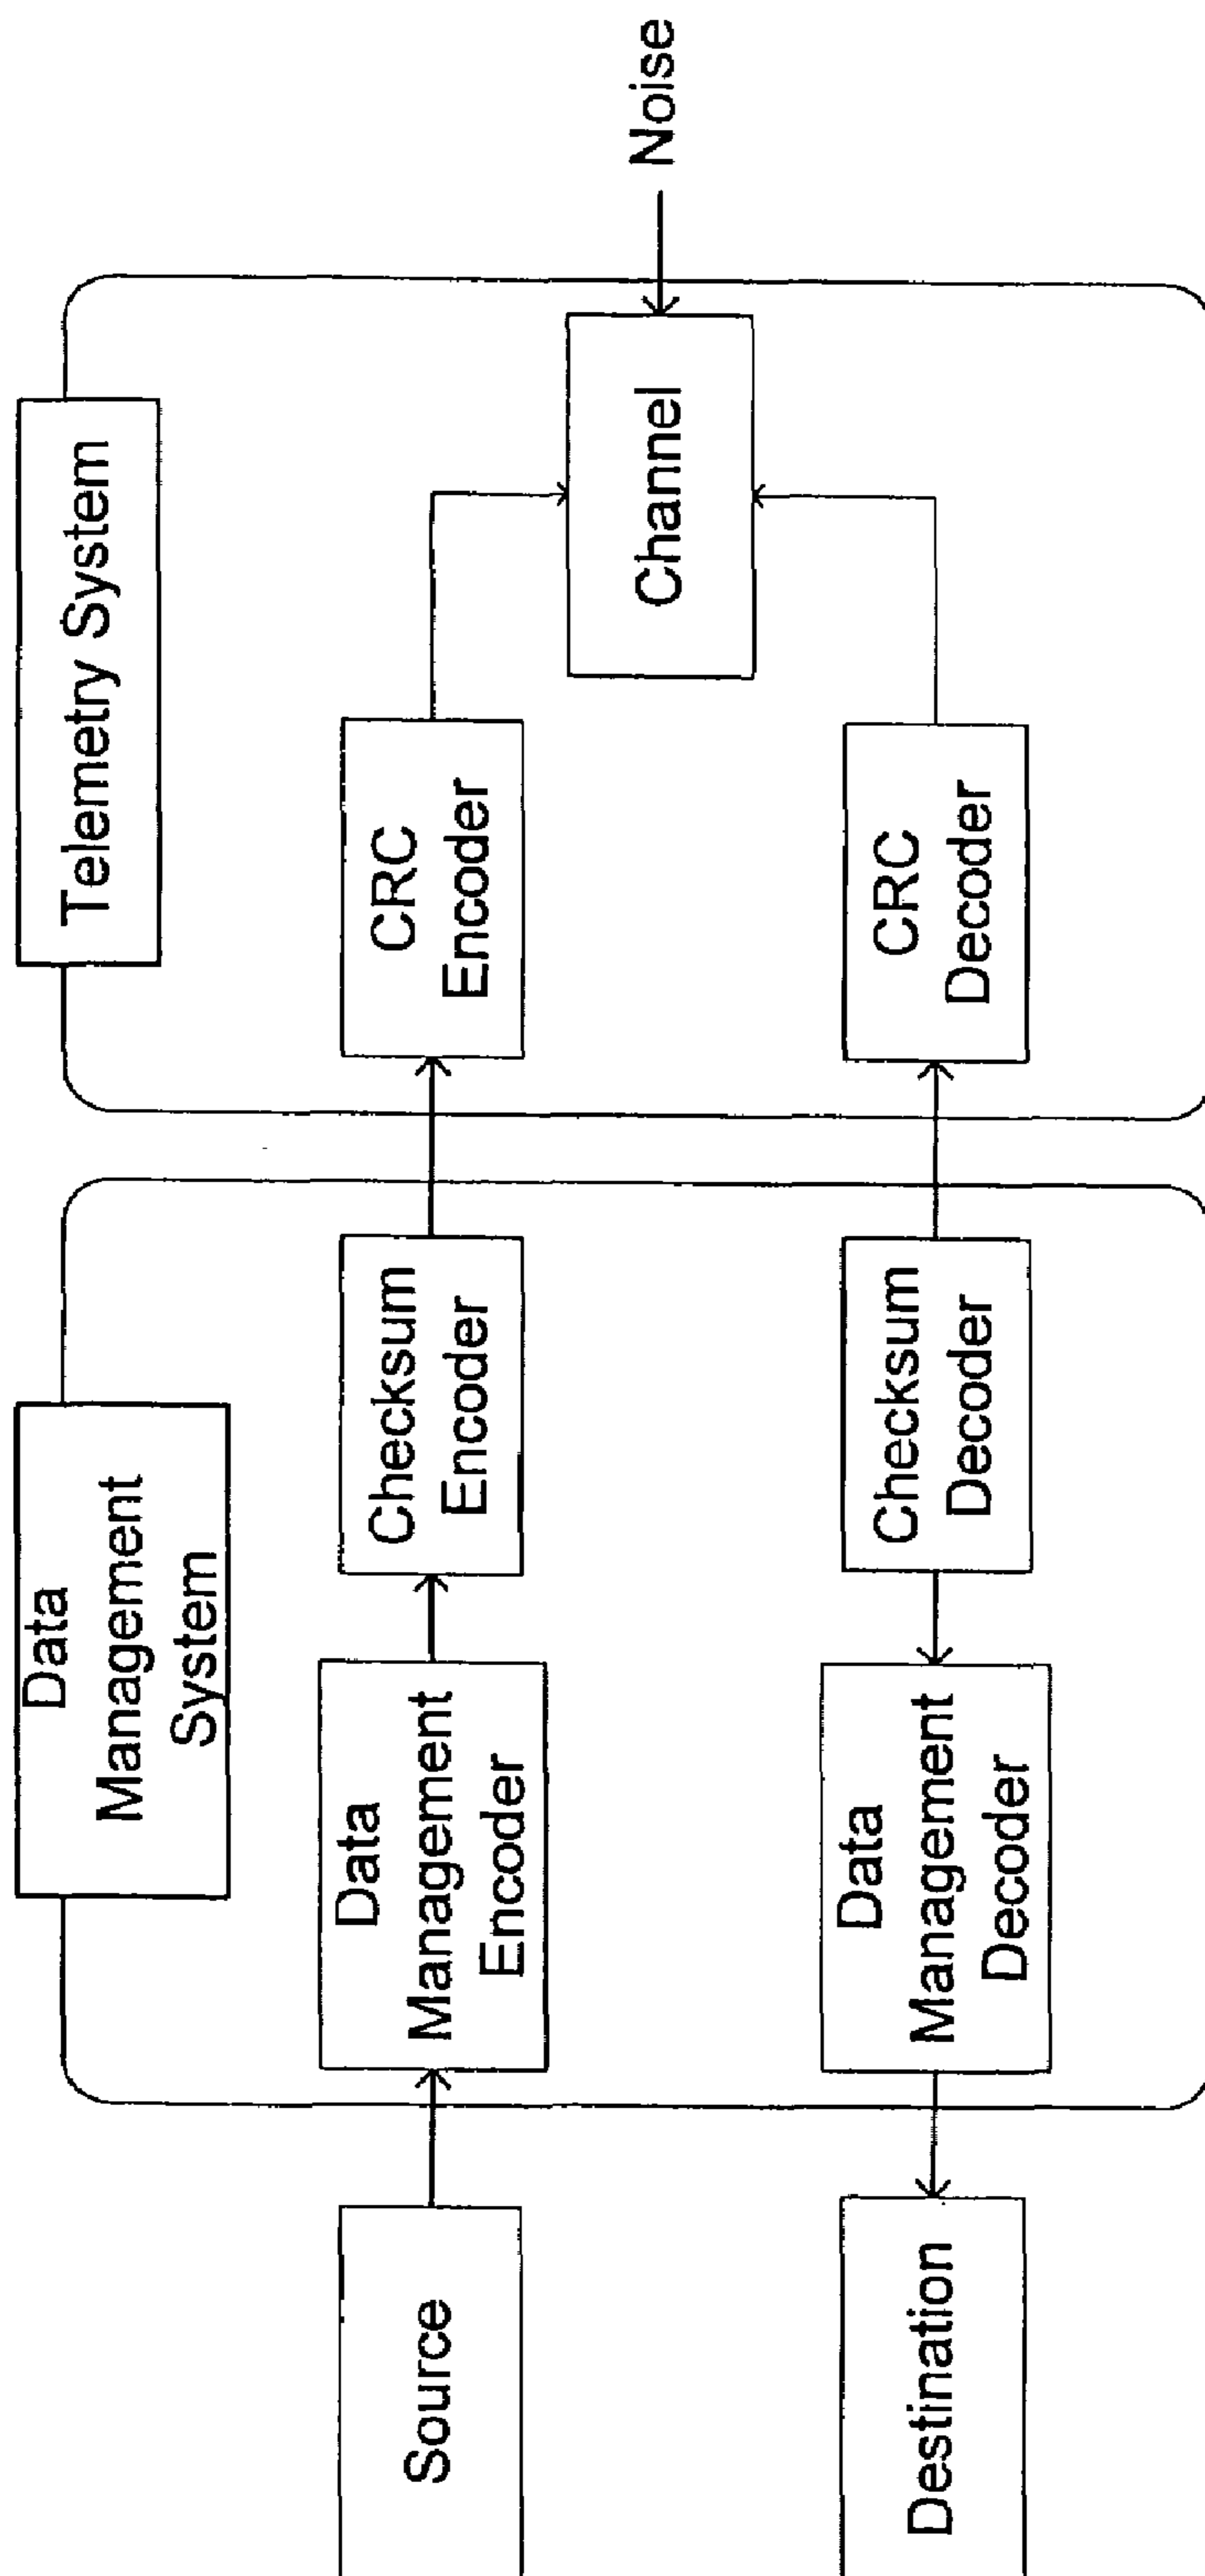 Data
Management
System
Telemetry System
Source
Data
Management
Encoder
Checksum
Encoder
CRC
Encoder
Channel
Noise
Destination
Data
Management
Decoder
Checksum
Decoder
CRC
Decoder